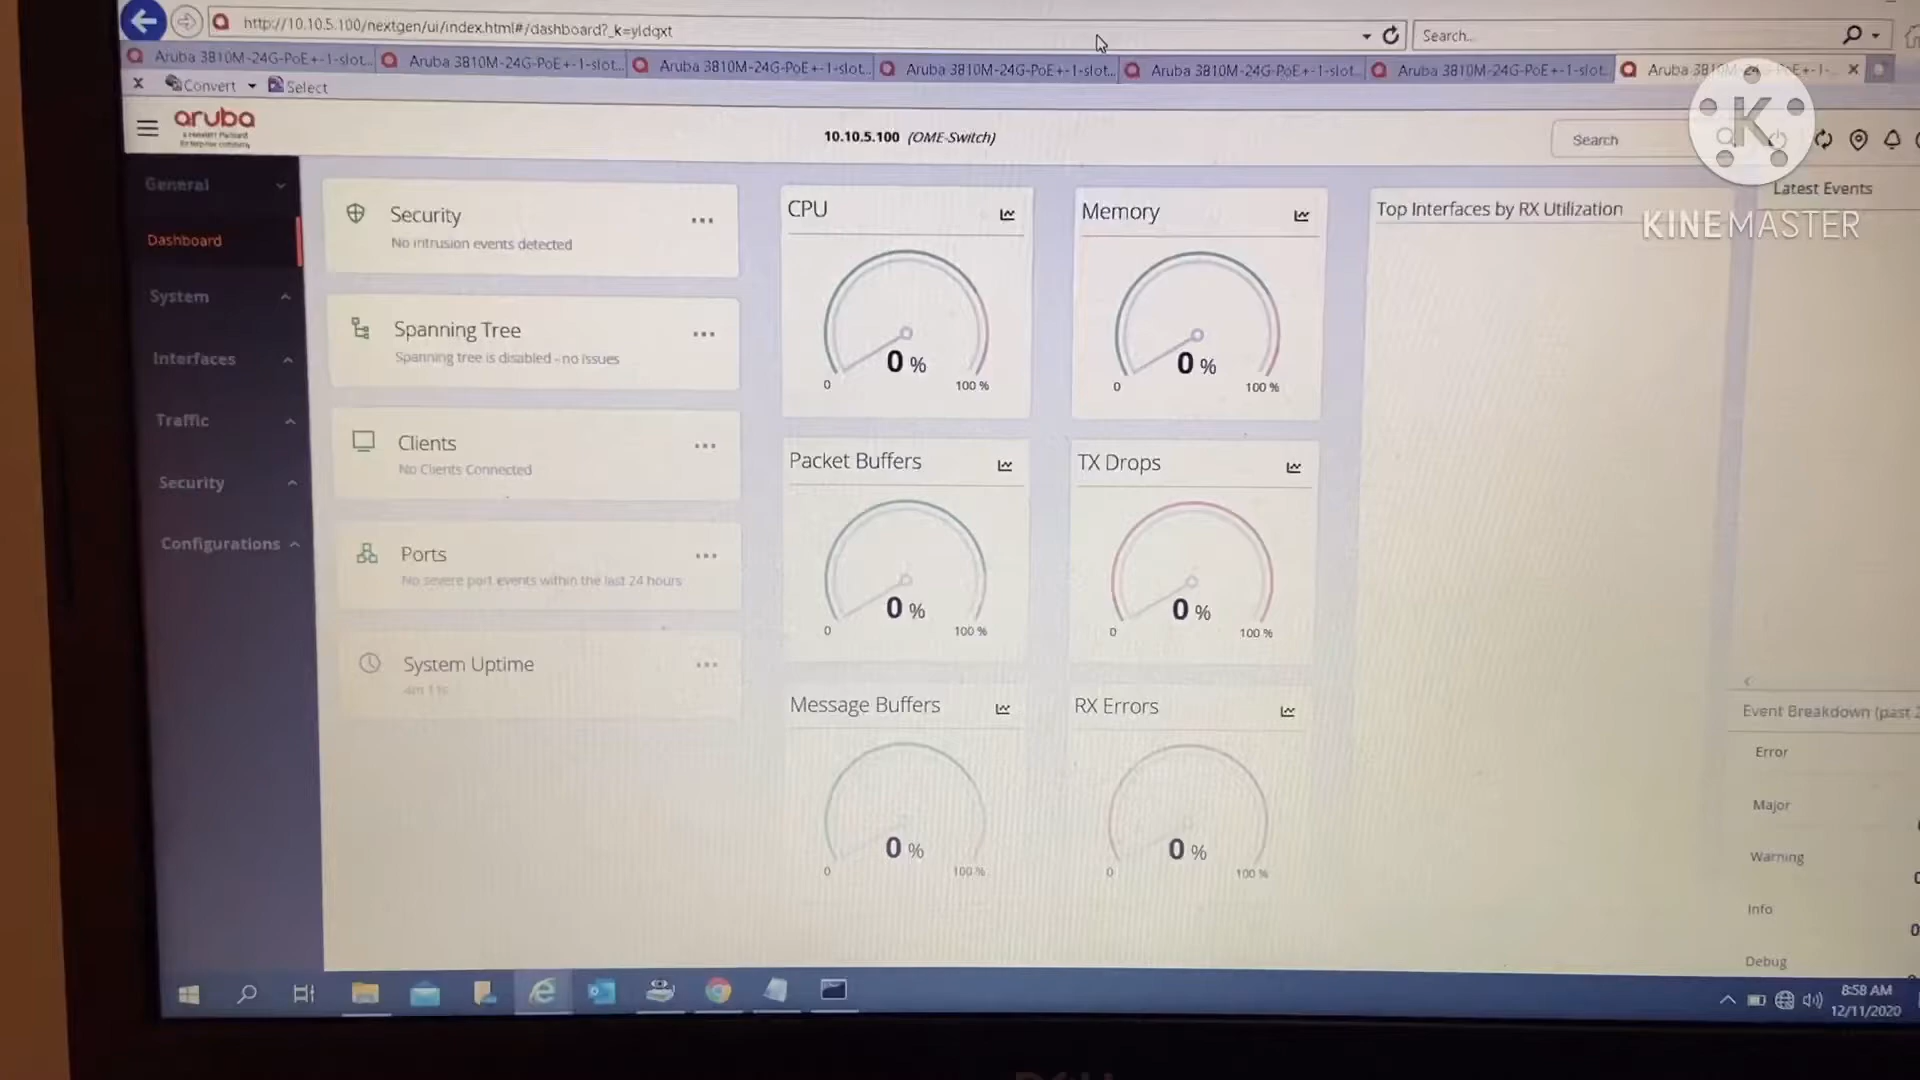 http://10.10.5.100/nextgen/ui/index.html#/dashboard?_k=yldqxt
Search...
Aruba 3810M-24G-PoE+-1-slot...
Aruba 3810M-24G-PoE+-1-slot...
Aruba 3810M-24G-PoE+-1-slot...
Aruba 3810M-24G-PoE+-1-slot...
Aruba 3810M-24G-PoE+-1-slot...
Aruba 3810M-24G-PoE+-1-slot...
X
Convert
Select
aruba
a Hewlett Packard
Enterprise company
10.10.5.100 (OME-Switch)
Search
K
KINEMASTER
General
Dashboard
System
Interfaces
Traffic
Security
Configurations
Security
No intrusion events detected
Spanning Tree
Spanning tree is disabled - no issues
Clients
No Clients Connected
Ports
No severe port events within the last 24 hours
System Uptime
CPU
0 %
0
100 %
Memory
0 %
0
100 %
Packet Buffers
0 %
0
100 %
TX Drops
0 %
0
100 %
Message Buffers
0 %
0
100 %
RX Errors
0 %
0
100 %
Top Interfaces by RX Utilization
Latest Events
Event Breakdown (past
Error
Major
Warning
Info
Debug
8:58 AM
12/11/2020